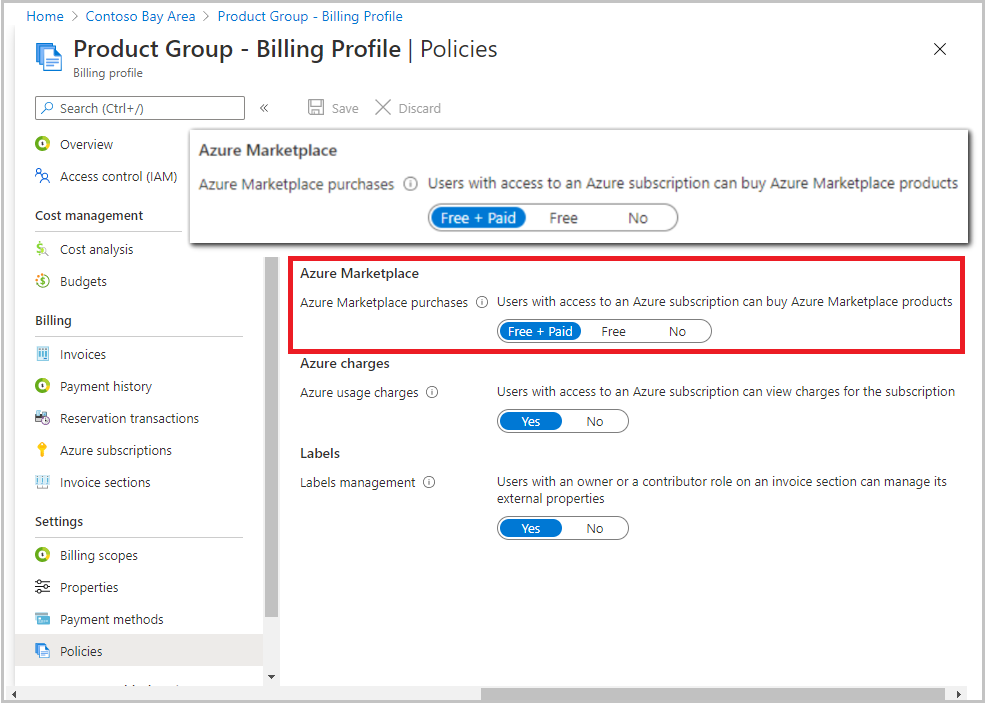 Home > Contoso Bay Area > Product Group - Billing Profile
Product Group - Billing Profile | Policies
Billing profile
Search (Ctrl+/)
«
Save
Discard
Overview
Access control (IAM)
Cost management
Cost analysis
Budgets
Billing
Invoices
Payment history
Reservation transactions
Azure subscriptions
Invoice sections
Settings
Billing scopes
Properties
Payment methods
Policies
Azure Marketplace
Azure Marketplace purchases
Users with access to an Azure subscription can buy Azure Marketplace products
Free + Paid Free No
Azure Marketplace
Azure Marketplace purchases
Users with access to an Azure subscription can buy Azure Marketplace products
Free + Paid Free No
Azure charges
Azure usage charges
Users with access to an Azure subscription can view charges for the subscription
Yes No
Labels
Labels management
Users with an owner or a contributor role on an invoice section can manage its
external properties
Yes No